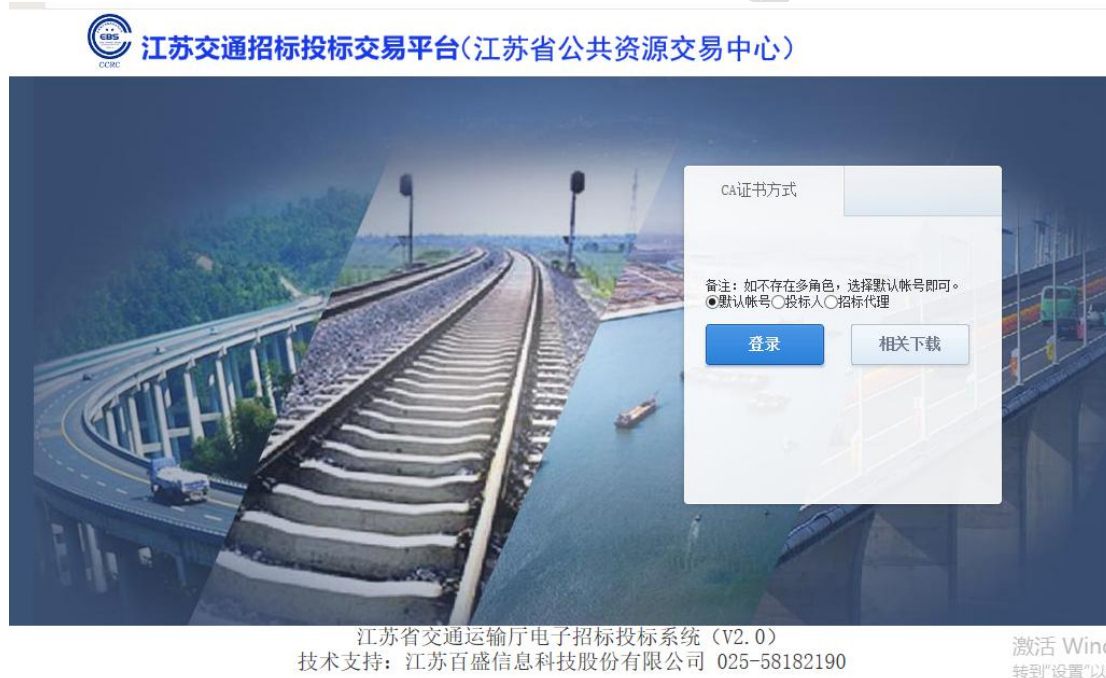 EBS
CCRC
江苏交通招标投标交易平台(江苏省公共资源交易中心)
CA证书方式
备注：如不存在多角色，选择默认帐号即可。
默认帐号 投标人 招标代理
登录 相关下载
江苏省交通运输厅电子招标投标系统（V2.0）
技术支持：江苏百盛信息科技股份有限公司 025-58182190
激活 Wind
转到"设置"以